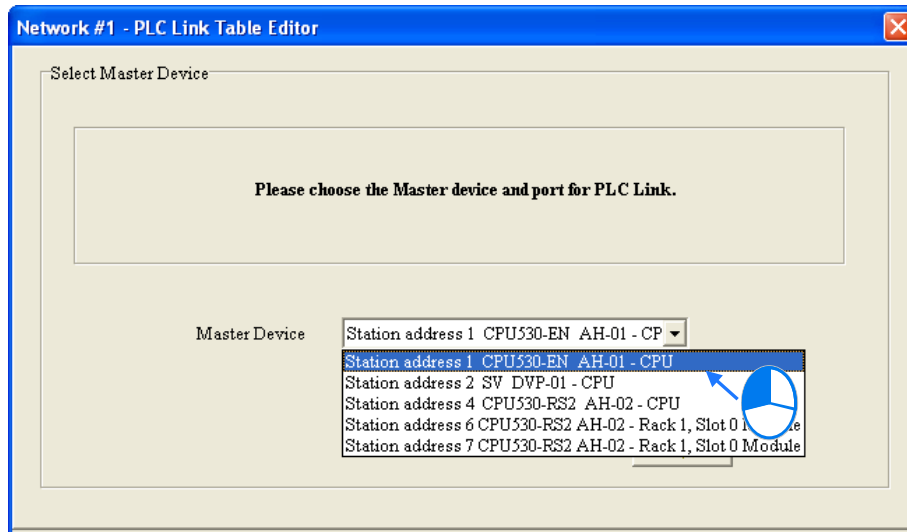 Network #1 - PLC Link Table Editor
Select Master Device
Please choose the Master device and port for PLC Link.
Master Device
Station address 1 CPU530-EN AH-01 - CP
Station address 1 CPU530-EN AH-01 - CPU
Station address 2 SV DVP-01 - CPU
Station address 4 CPU530-RS2 AH-02 - CPU
Station address 6 CPU530-RS2 AH-02 - Rack 1, Slot 0
Station address 7 CPU530-RS2 AH-02 - Rack 1, Slot 0 Module